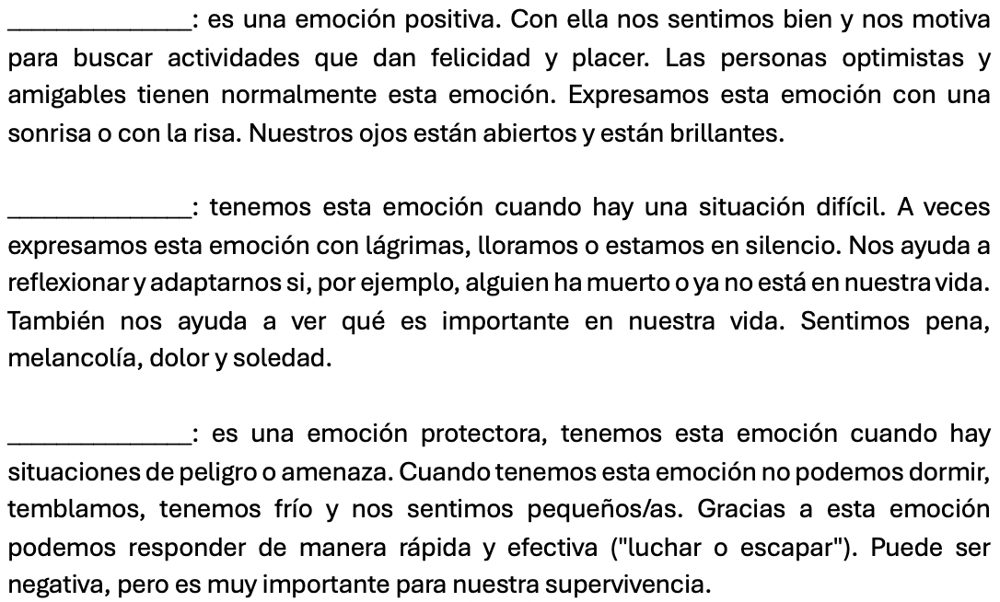 _______________: es una emoción positiva. Con ella nos sentimos bien y nos motiva
para buscar actividades que dan felicidad y placer. Las personas optimistas y
amigables tienen normalmente esta emoción. Expresamos esta emoción con una
sonrisa o con la risa. Nuestros ojos están abiertos y están brillantes.
_______________: tenemos esta emoción cuando hay una situación difícil. A veces
expresamos esta emoción con lágrimas, lloramos o estamos en silencio. Nos ayuda a
reflexionar y adaptarnos si, por ejemplo, alguien ha muerto o ya no está en nuestra vida.
También nos ayuda a ver qué es importante en nuestra vida. Sentimos pena,
melancolía, dolor y soledad.
_______________: es una emoción protectora, tenemos esta emoción cuando hay
situaciones de peligro o amenaza. Cuando tenemos esta emoción no podemos dormir,
temblamos, tenemos frío y nos sentimos pequeños/as. Gracias a esta emoción
podemos responder de manera rápida y efectiva ("luchar o escapar"). Puede ser
negativa, pero es muy importante para nuestra supervivencia.